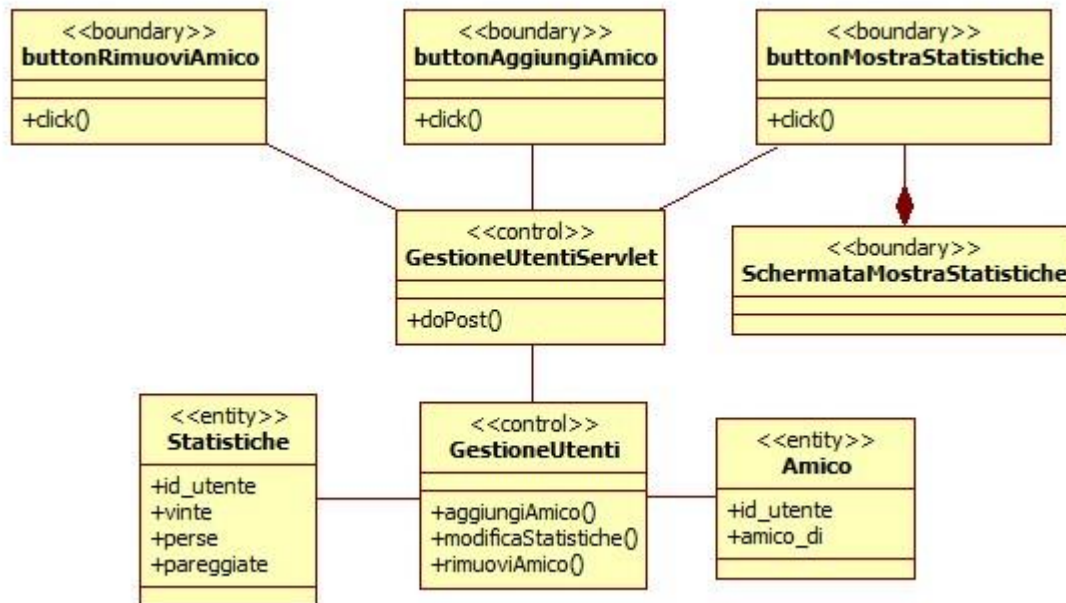 <<boundary>>
buttonRimuoviAmico
+click()
<<boundary>>
buttonAggiungiAmico
+click()
<<boundary>>
buttonMostraStatistiche
+click()
<<control>>
GestioneUtentiServlet
+doPost()
<<boundary>>
SchermataMostraStatistiche
<<entity>>
Statistiche
+id_utente
+vinte
+perse
+pareggiate
<<control>>
GestioneUtenti
+aggiungiAmico()
+modificaStatistiche()
+rimuoviAmico()
<<entity>>
Amico
+id_utente
+amico_di